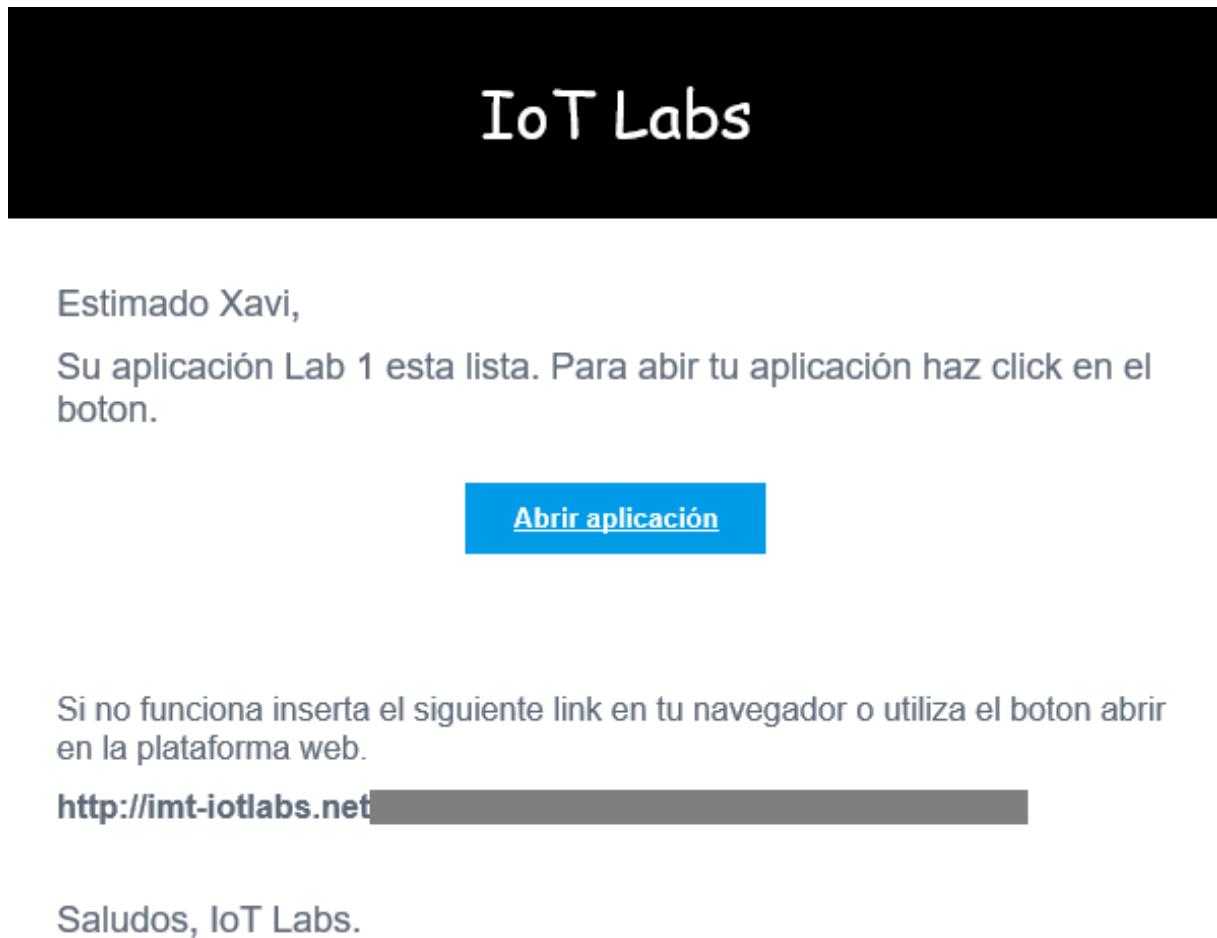 IoT Labs
Estimado Xavi,
Su aplicación Lab 1 esta lista. Para abir tu aplicación haz click en el
boton.
Abrir aplicación
Si no funciona inserta el siguiente link en tu navegador o utiliza el boton abrir
en la plataforma web.
http://imt-iotlabs.net
Saludos, IoT Labs.